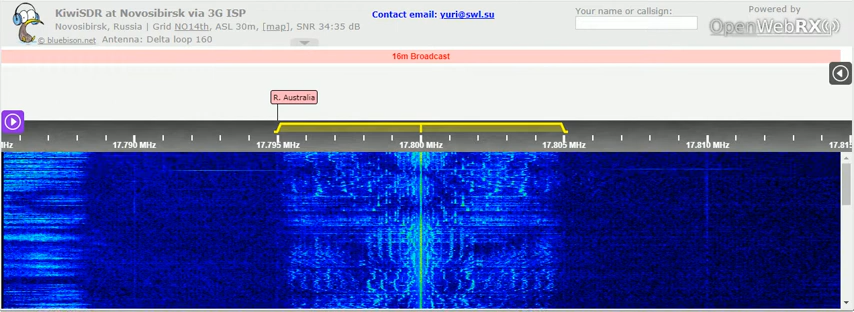 KiwiSDR at Novosibirsk via 3G ISP
Novosibirsk, Russia | Grid NO14th, ASL 30m, [map], SNR 34:35 dB
© bluebison.net Antenna: Delta loop 160
Contact email: yuri@swl.su
Your name or callsign:
Powered by
OpenWebRX
16m Broadcast
R. Australia
17.790 MHz
17.795 MHz
17.800 MHz
17.805 MHz
17.810 MHz
17.815